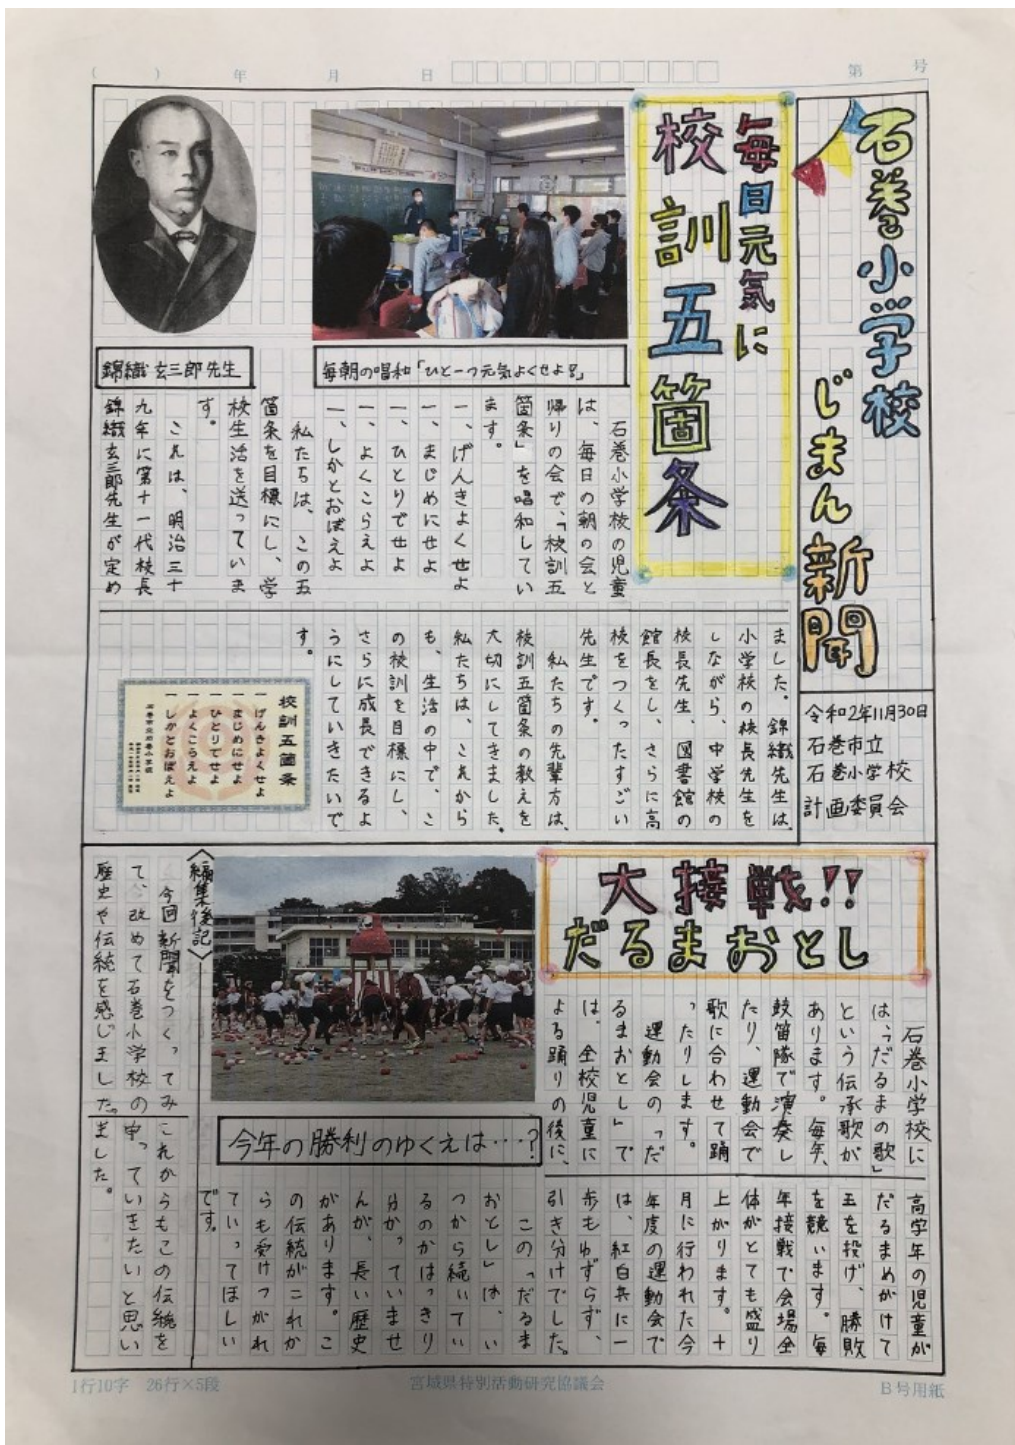 ( ) 年 月 日
第 号
石巻小学校
じまん新聞
令和2年11月30日
石巻市立
石巻小学校
計画委員会
毎日元気に
校訓五箇条
毎朝の唱和「ひとーつ元気よくせよ!!」
錦織玄三郎先生
石巻小学校の児童
は、毎日の朝の会と
帰りの会で、「校訓五
箇条」を唱和してい
ます。
一、げんきよくせよ
一、まじめにせよ
一、ひとりでせよ
一、よくこらえよ
一、しかとおぼえよ
私たちは、この五
箇条を目標にし、学
校生活を送っていま
す。
これは、明治三十
九年に第十一代校長
錦織玄三郎先生が定め
ました。錦織先生は、
小学校の校長先生を
しながら、中学校の
校長先生、図書館の
館長をし、さらに高
校をつくったすごい
先生です。
私たちの先輩方は、
校訓五箇条の教えを
大切にしてきました。
私たちは、これから
も、生活の中で、こ
の校訓を目標にし、
さらに成長できるよ
うにしていきたいで
す。
校訓五箇条
一 げんきよくせよ
一 まじめにせよ
一 ひとりでせよ
一 よくこらえよ
一 しかとおぼえよ
大接戦!!
だるまおとし
石巻小学校に
は、「だるまの歌」
という伝承歌が
あります。毎年、
鼓笛隊で演奏し
たり、運動会で
歌に合わせて踊
ったりします。
運動会の「だ
るまおとし」で
は、全校児童に
よる踊りの後に、
高学年の児童が
だるまめがけて
玉を投げ、勝敗
を競います。毎
年接戦で会場全
体がとても盛り
上がります。十
月に行われた今
年度の運動会で
は、紅白共に一
歩もゆずらず、
引き分けでした。
この「だるま
おとし」は、い
つから続いてい
るのかはっきり
分かっていませ
んが、長い歴史
があります。こ
の伝統がこれか
らも受けつがれ
ていってほしい
です。
今年の勝利のゆくえは…?
〈編集後記〉
今回新聞をつくってみ
て、改めて石巻小学校の
歴史や伝統を感じました。
これからもこの伝統を
守っていきたいと思い
ました。
1行10字 26行×5段
宮城県特別活動研究協議会
B号用紙